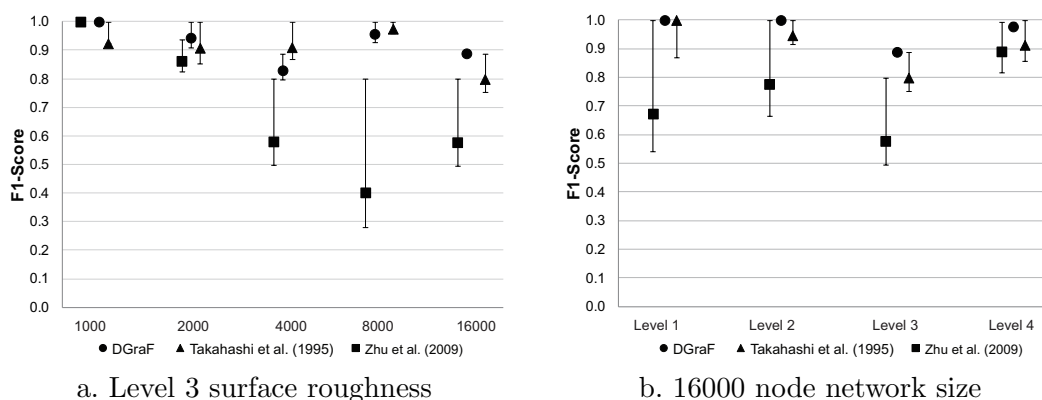 F1-Score
1.0
0.9
0.8
0.7
0.6
0.5
0.4
0.3
0.2
0.1
0.0
1000 2000 4000 8000 16000
● DGraF ▲ Takahashi et al. (1995) ■ Zhu et al. (2009)
a. Level 3 surface roughness
F1-Score
1.0
0.9
0.8
0.7
0.6
0.5
0.4
0.3
0.2
0.1
0.0
Level 1 Level 2 Level 3 Level 4
● DGraF ▲ Takahashi et al. (1995) ■ Zhu et al. (2009)
b. 16000 node network size